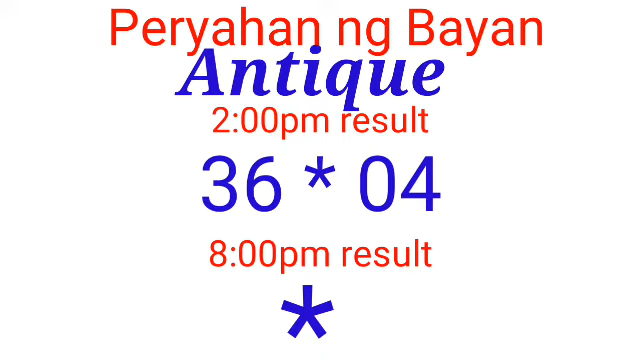 Peryahan ng Bayan
Antique
2:00pm result
36 * 04
8:00pm result
*